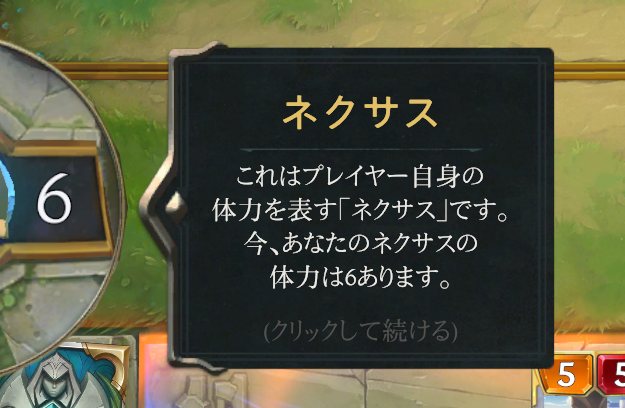 ネクサス
これはプレイヤー自身の
体力を表す「ネクサス」です。
今、あなたのネクサスの
体力は6あります。
(クリックして続ける)
6
5
5